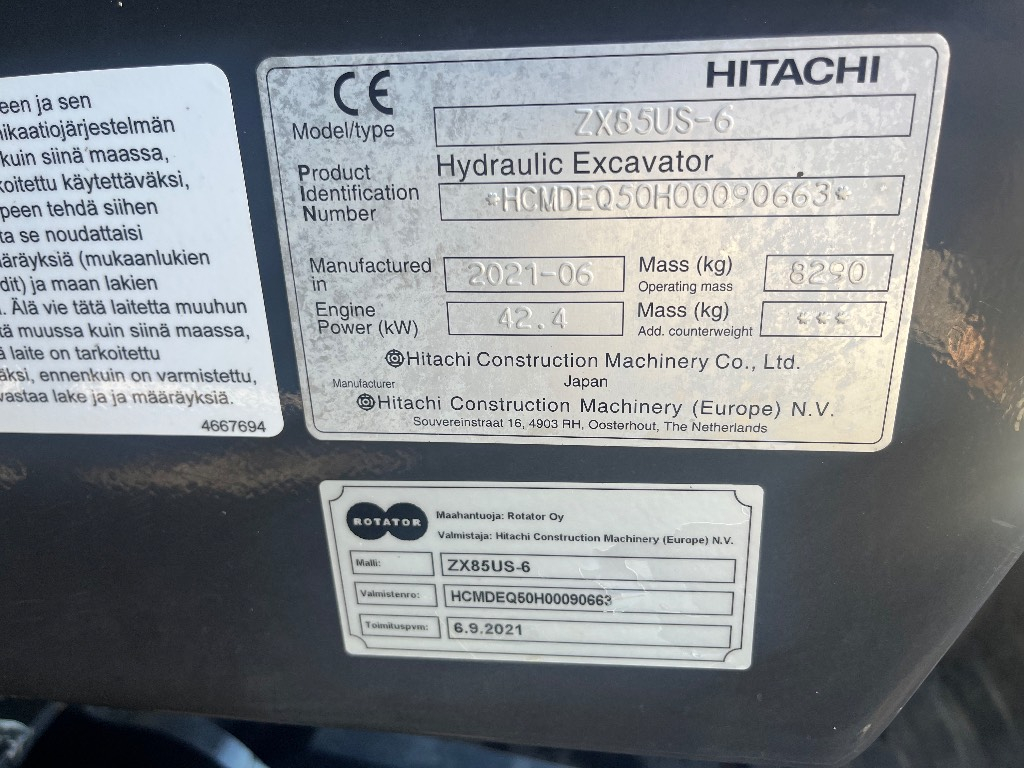 een ja sen
ikaatiojärjestelmän
kuin siinä maassa,
koitettu käytettäväksi,
peen tehdä siihen
ta se noudattaisi
äräyksiä (mukaanlukien
dit) ja maan lakien
. Älä vie tätä laitetta muuhun
tä muussa kuin siinä maassa,
ä laite on tarkoitettu
äksi, ennenkuin on varmistettu,
vastaa lake ja ja määräyksiä.
4667694
CE
HITACHI
Model/type ZX85US-6
Hydraulic Excavator
Product
Identification
Number
*HCMDEQ50H00090663*
Manufactured
in
2021-06
Mass (kg)
Operating mass
8290
Engine
Power (kW)
42.4
Mass (kg)
Add. counterweight
***
Hitachi Construction Machinery Co., Ltd.
Japan
Manufacturer
Hitachi Construction Machinery (Europe) N.V.
Souvereinstraat 16, 4903 RH, Oosterhout, The Netherlands
ROTATOR
Maahantuoja: Rotator Oy
Valmistaja: Hitachi Construction Machinery (Europe) N.V.
Malli: ZX85US-6
Valmistenro: HCMDEQ50H00090663
Toimituspvm: 6.9.2021